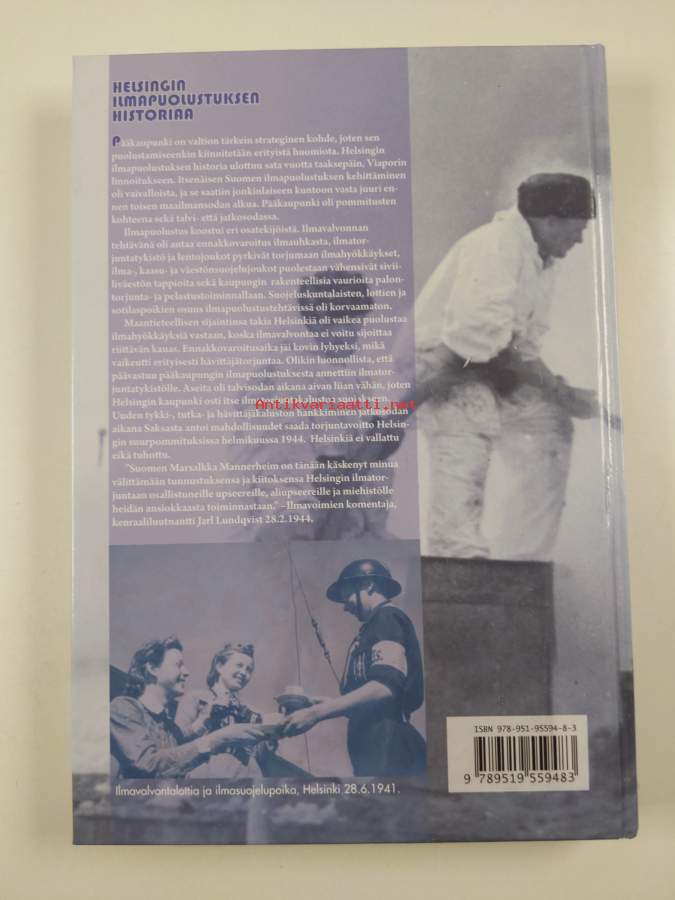 HELSINGIN
ILMAPUOLUSTUKSEN
HISTORIAA
Pääkaupunki on valtion tärkein strateginen kohde, joten sen
puolustamiseenkin kiinnitetään erityistä huomiota. Helsingin
ilmapuolustuksen historia ulottuu sata vuotta taaksepäin, Viaporin
linnoitukseen. Itsenäisen Suomen ilmapuolustuksen kehittäminen
oli vaivalloista, ja se saatiin jonkinlaiseen kuntoon vasta juuri en-
nen toisen maailmansodan alkua. Pääkaupunki oli pommitusten
kohteena sekä talvi- että jatkosodassa.
Ilmapuolustus koostui eri osatekijöistä. Ilmavalvonnan
tehtävänä oli antaa ennakkovaroitus ilmauhkasta, ilmator-
juntatykistö ja lentojoukot pyrkivät torjumaan ilmahyökkäykset,
ilma-, kaasu- ja väestönsuojelujoukot puolestaan vähensivät sivii-
liväestön tappioita sekä kaupungin rakenteellisia vaurioita palon-
torjunta- ja pelastustoiminnallaan. Suojeluskuntalaisten, lottien ja
sotilaspoikien osuus ilmapuolustustehtävissä oli korvaamaton.
Maantieteellisen sijaintinsa takia Helsinkiä oli vaikea puolustaa
ilmahyökkäyksiä vastaan, koska ilmavalvontaa ei voitu sijoittaa
riittävän kauas. Ennakkovaroitusaika jäi kovin lyhyeksi, mikä
vaikeutti erityisesti hävittäjätorjuntaa. Olikin luonnollista, että
päävastuu pääkaupungin ilmapuolustuksesta annettiin ilmator-
juntatykistölle. Aseita oli talvisodan aikana aivan liian vähän, joten
Helsingin kaupunki osti itse ilmatorjuntakalustoa suojakseen.
Uuden tykki-, tutka- ja hävittäjäkaluston hankkiminen jatkosodan
aikana Saksasta antoi mahdollisuudet saada torjuntavoitto Helsin-
gin suurpommituksissa helmikuussa 1944. Helsinkiä ei vallattu
eikä tuhottu.
"Suomen Marsalkka Mannerheim on tänään käskenyt minua
välittämään tunnustuksensa ja kiitoksensa Helsingin ilmator-
juntaan osallistuneille upseereille, aliupseereille ja miehistölle
heidän ansiokkaasta toiminnastaan." –Ilmavoimien komentaja,
kenraaliluutnantti Jarl Lundqvist 28.2.1944.
Antikvariaatti.net
Ilmavalvontalottia ja ilmasuojelupoika, Helsinki 28.6.1941.
ISBN 978-951-95594-8-3
9 789519 559483